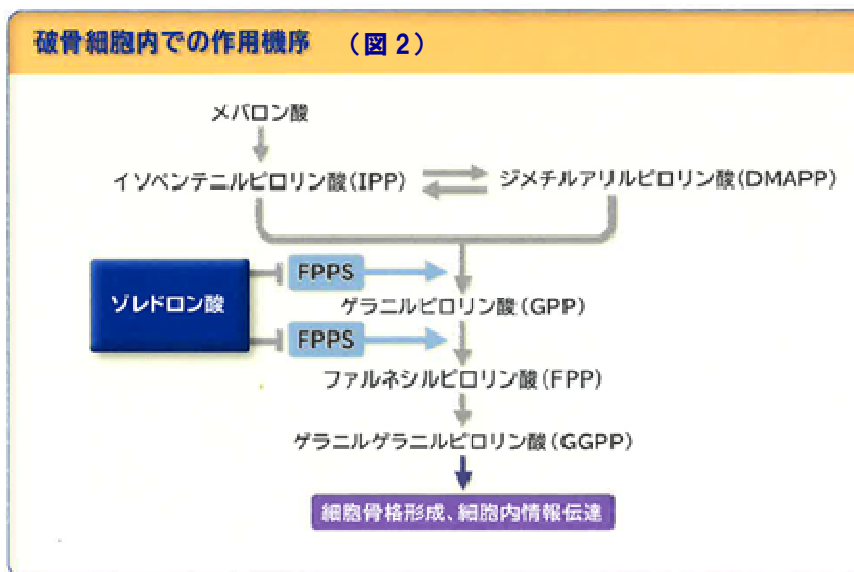 破骨細胞内での作用機序 （図2）
メバロン酸
イソペンテニルピロリン酸(IPP)
ジメチルアリルピロリン酸(DMAPP)
FPPS
ゾレドロン酸
ゲラニルピロリン酸(GPP)
FPPS
ファルネシルピロリン酸(FPP)
ゲラニルゲラニルピロリン酸(GGPP)
細胞骨格形成、細胞内情報伝達